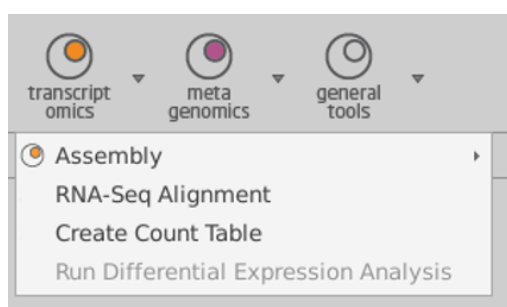 transcript
omics
meta
genomics
general
tools
Assembly
RNA-Seq Alignment
Create Count Table
Run Differential Expression Analysis